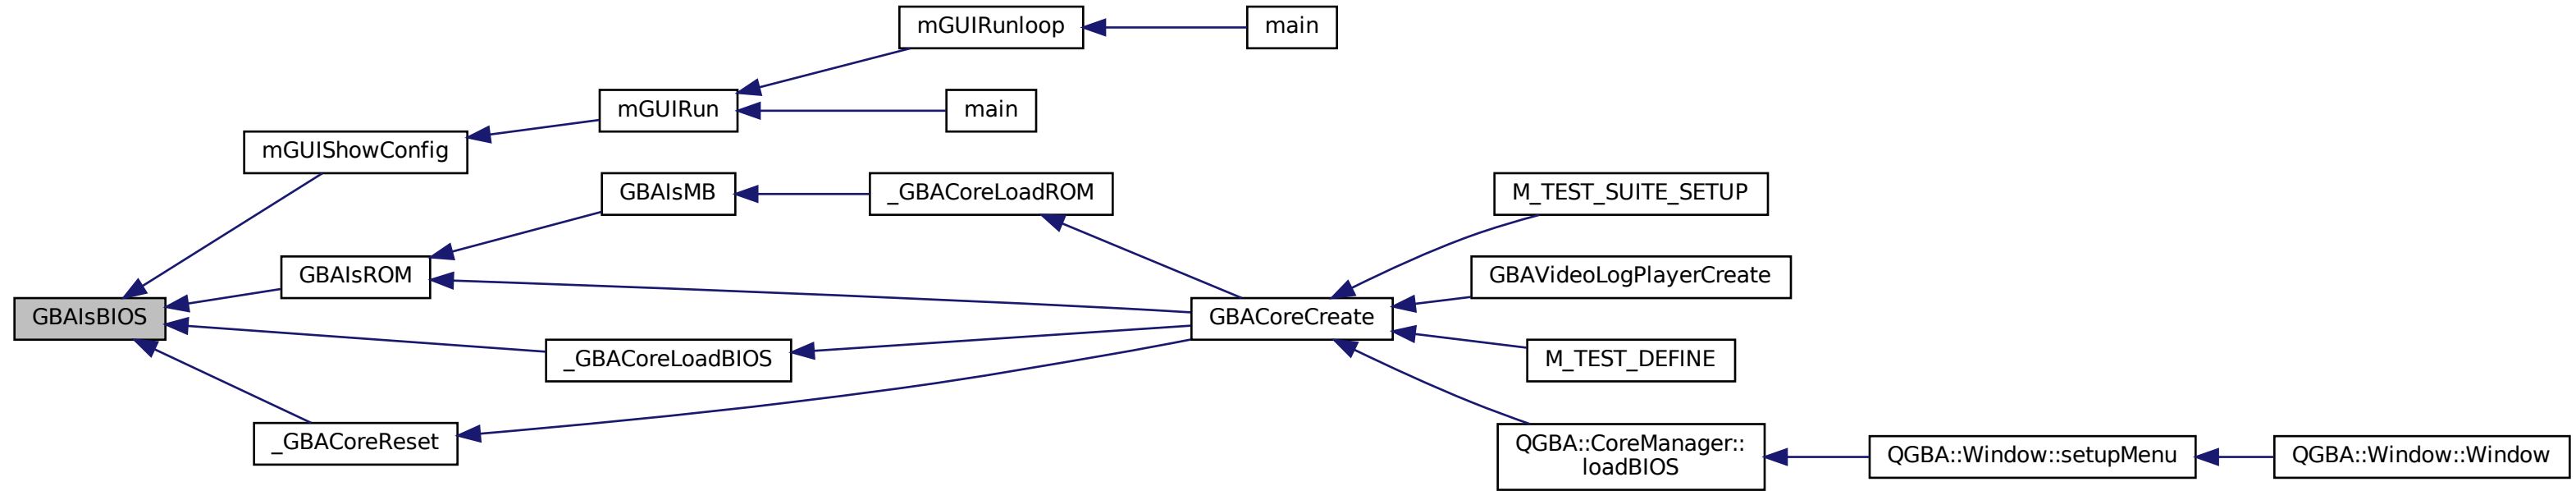 mGUIRunloop
main
mGUIRun
main
mGUIShowConfig
GBAIsMB
_GBACoreLoadROM
M_TEST_SUITE_SETUP
GBAIsROM
GBAVideoLogPlayerCreate
GBAIsBIOS
GBACoreCreate
_GBACoreLoadBIOS
M_TEST_DEFINE
_GBACoreReset
QGBA::CoreManager::
loadBIOS
QGBA::Window::setupMenu
QGBA::Window::Window